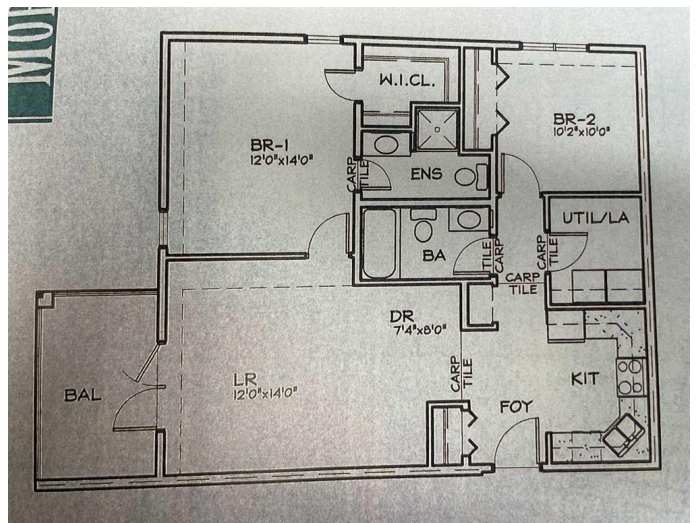 MOR
W.I.CL.
BR-1
12'0"x14'0"
BR-2
10'2"x10'0"
CARP
TILE
ENS
UTIL/LA
BA
TILE
CARP
CARP
TILE
CARP
TILE
DR
7'4"x8'0"
LR
12'0"x14'0"
CARP
TILE
KIT
BAL
FOY